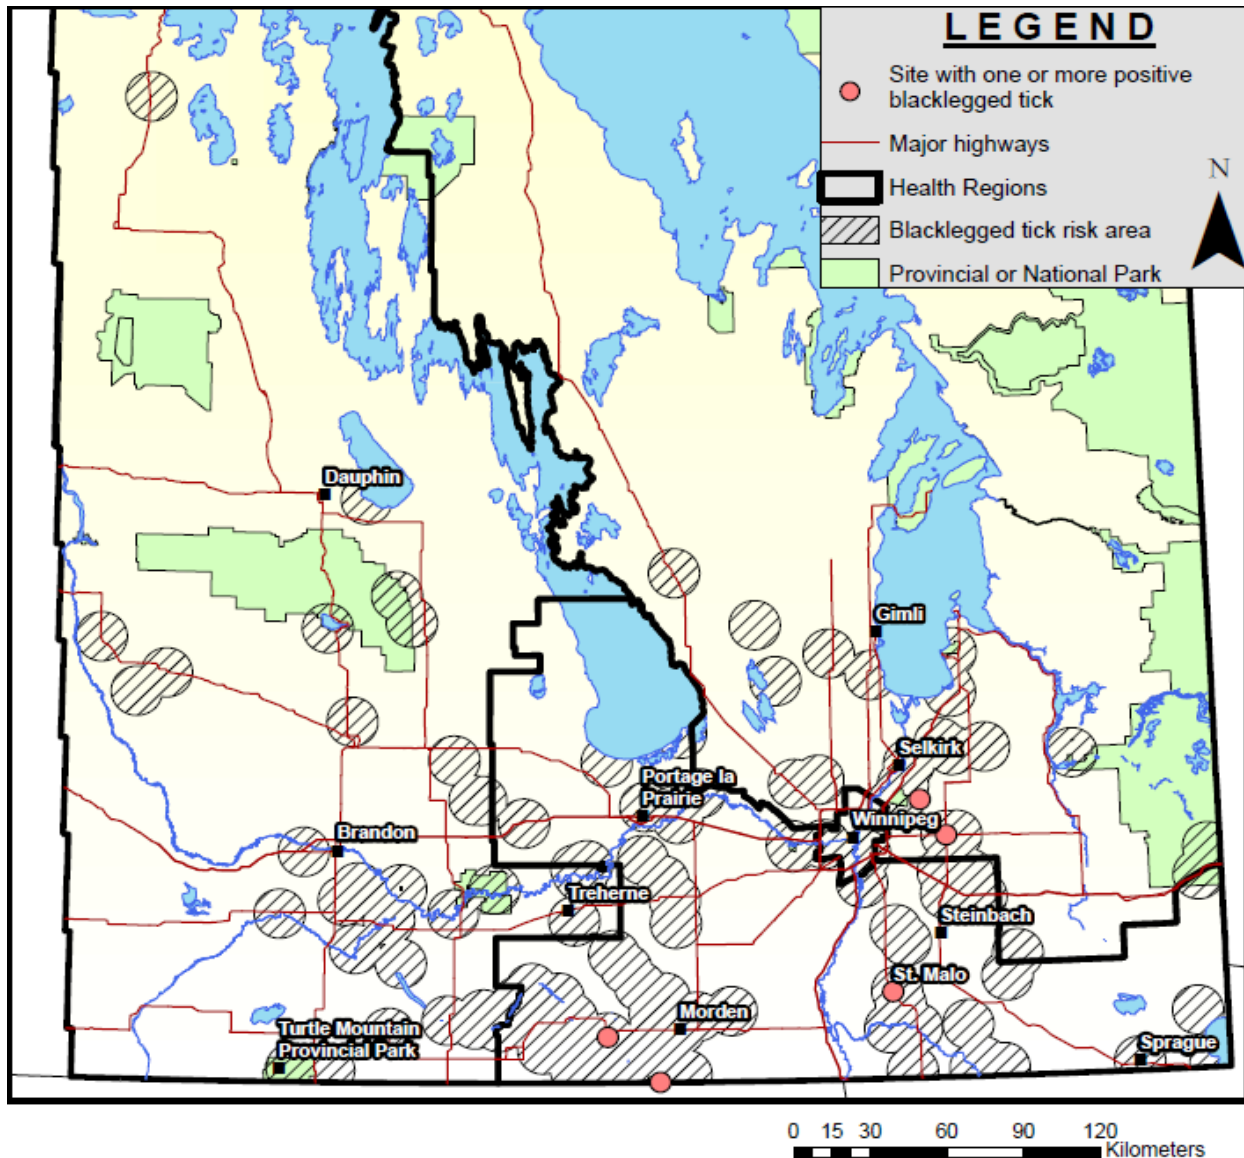 LEGEND
Site with one or more positive
blacklegged tick
Major highways
Health Regions
Blacklegged tick risk area
Provincial or National Park
N
Dauphin
Gimli
Selkirk
Portage la
Prairie
Winnipeg
Brandon
Treherne
Steinbach
St. Malo
Morden
Turtle Mountain
Provincial Park
Sprague
0 15 30 60 90 120
Kilometers